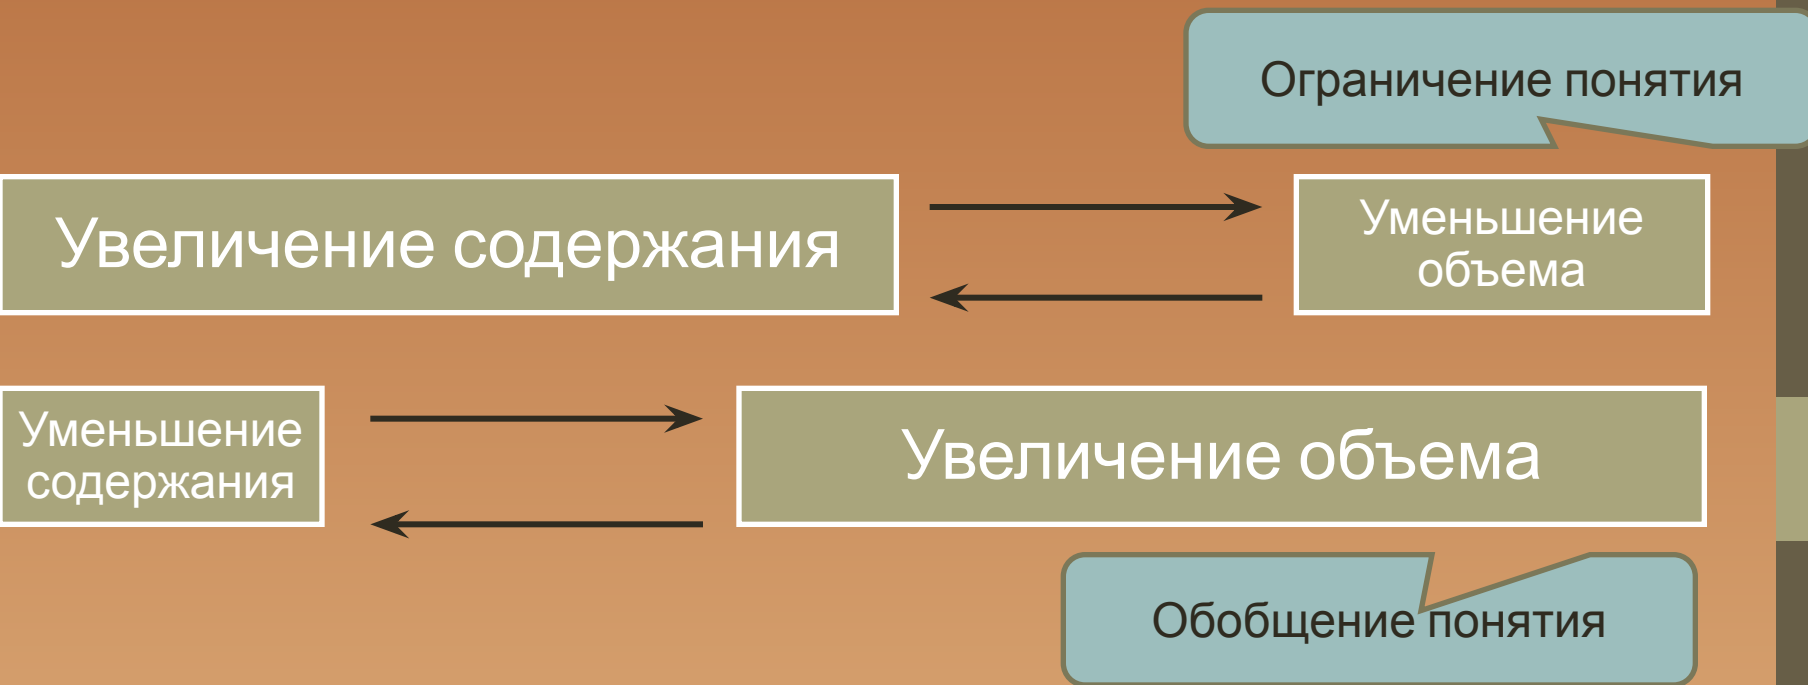 Ограничение понятия
Увеличение содержания
Уменьшение
объема
Уменьшение
содержания
Увеличение объема
Обобщение понятия